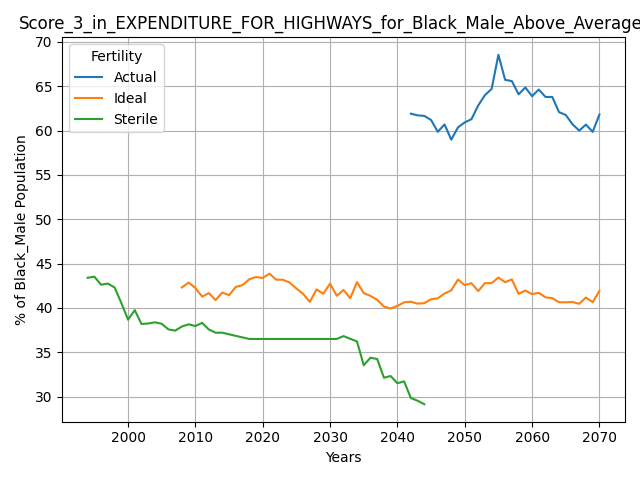 Score_3_in_EXPENDITURE_FOR_HIGHWAYS_for_Black_Male_Above_Average
Fertility
Actual
Ideal
Sterile
% of Black_Male Population
70
65
60
55
50
45
40
35
30
2000 2010 2020 2030 2040 2050 2060 2070
Years